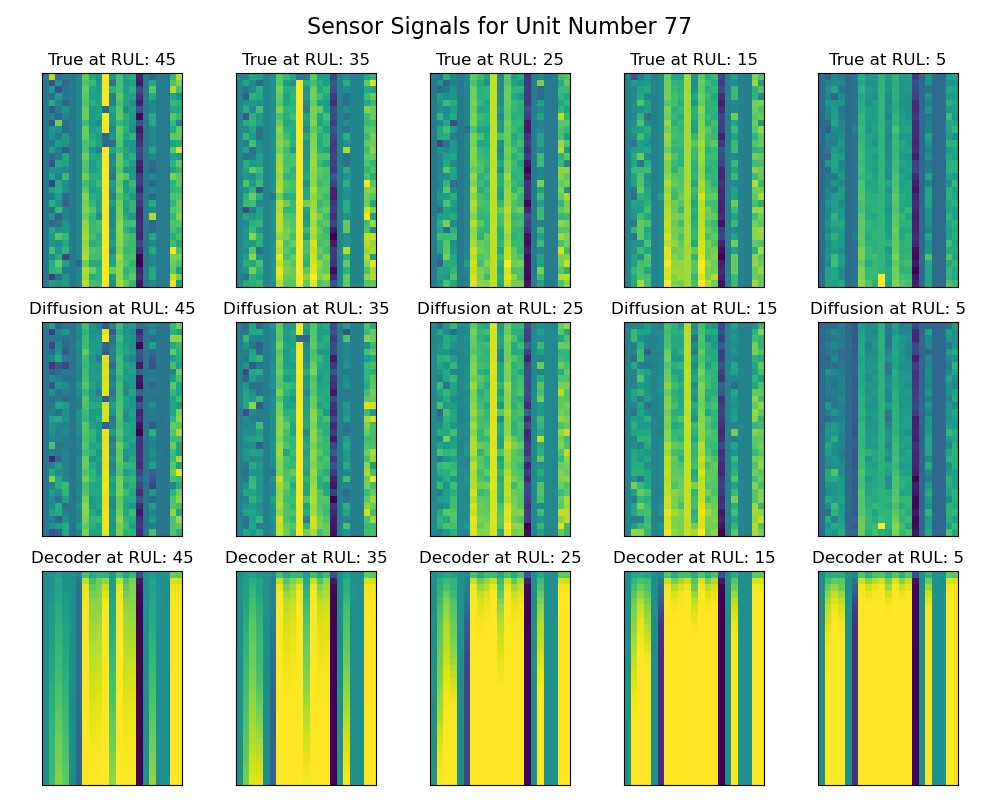 Sensor Signals for Unit Number 77
True at RUL: 45
True at RUL: 35
True at RUL: 25
True at RUL: 15
True at RUL: 5
Diffusion at RUL: 45
Diffusion at RUL: 35
Diffusion at RUL: 25
Diffusion at RUL: 15
Diffusion at RUL: 5
Decoder at RUL: 45
Decoder at RUL: 35
Decoder at RUL: 25
Decoder at RUL: 15
Decoder at RUL: 5